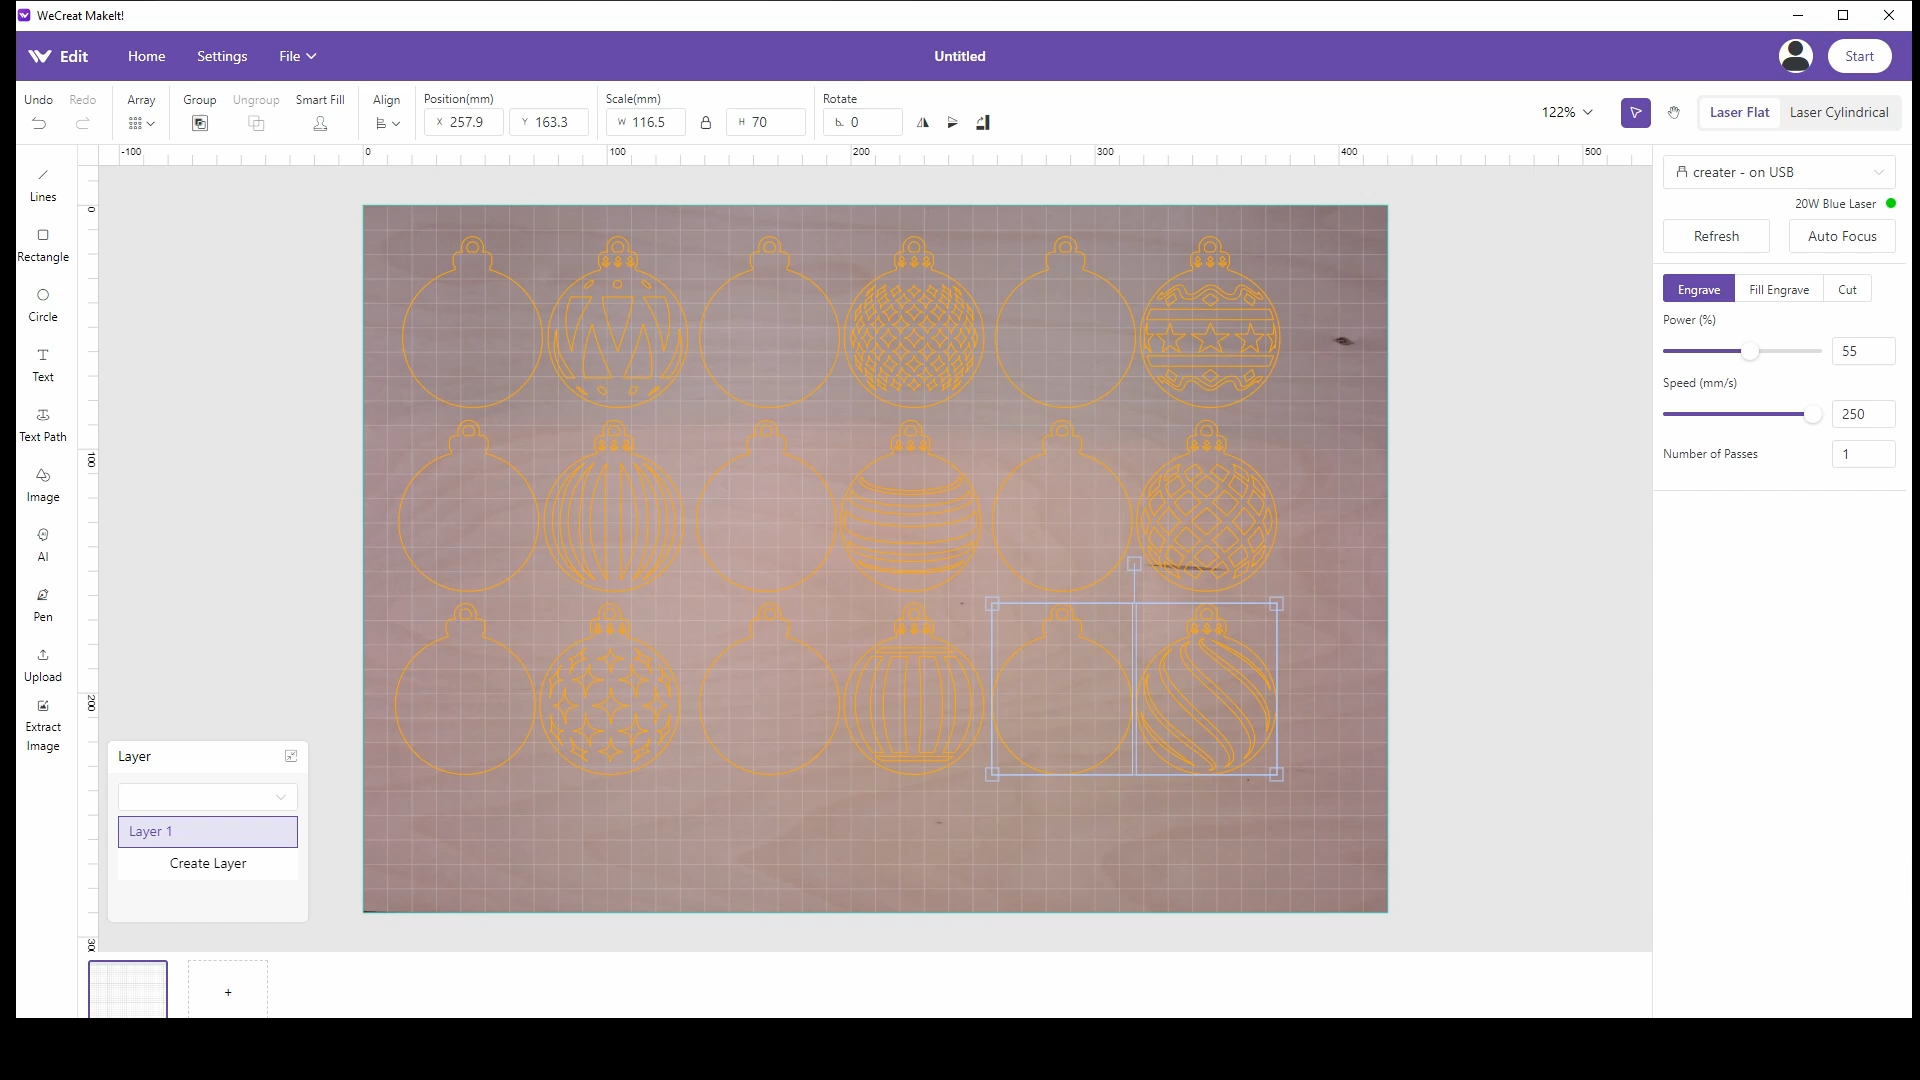 WeCreat MakeIt!
Edit Home Settings File Untitled Start
Undo Redo Array Group Ungroup Smart Fill Align Position(mm) Scale(mm) Rotate
X 257.9 Y 163.3 W 116.5 H 70 0 122% Laser Flat Laser Cylindrical
-100 0 100 200 300 400 500
0
100
200
30
Lines
Rectangle
Circle
Text
Text Path
Image
AI
Pen
Upload
Extract
Image
Layer
Layer 1
Create Layer
+
creater - on USB
20W Blue Laser
Refresh Auto Focus
Engrave Fill Engrave Cut
Power (%)
55
Speed (mm/s)
250
Number of Passes 1